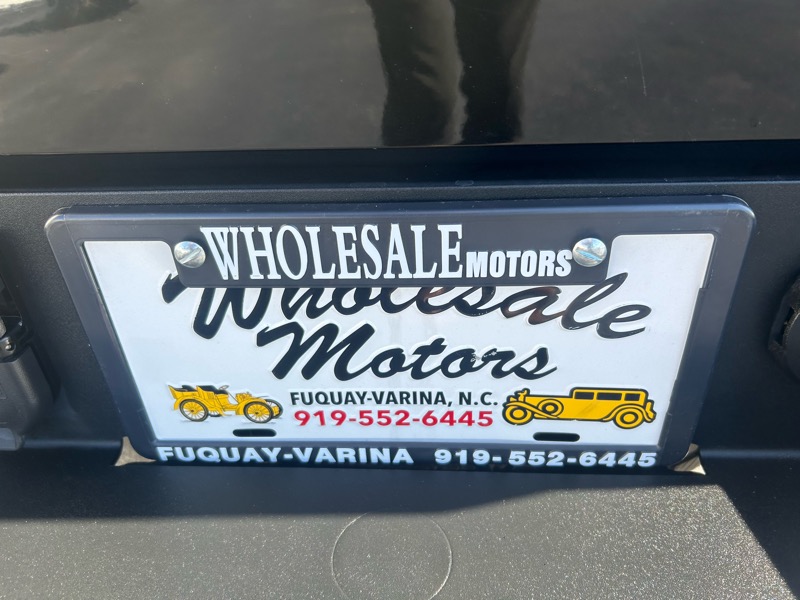 WHOLESALE MOTORS
Wholesale
Motors
FUQUAY-VARINA, N.C.
919-552-6445
FUQUAY-VARINA 919-552-6445